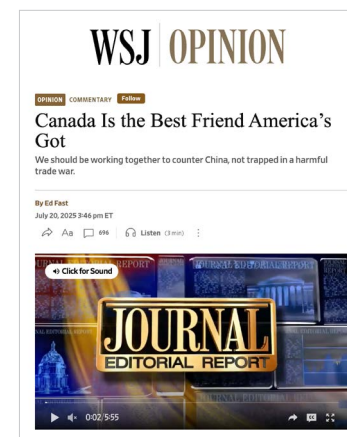 WSJ OPINION
OPINION COMMENTARY Follow
Canada Is the Best Friend America's
Got
We should be working together to counter China, not trapped in a harmful
trade war.
By Ed Fast
July 20, 2025 3:46 pm ET
Aa 696 Listen (3 min)
Click for Sound
JOURNAL
EDITORIAL REPORT
0:02/5:55
CC